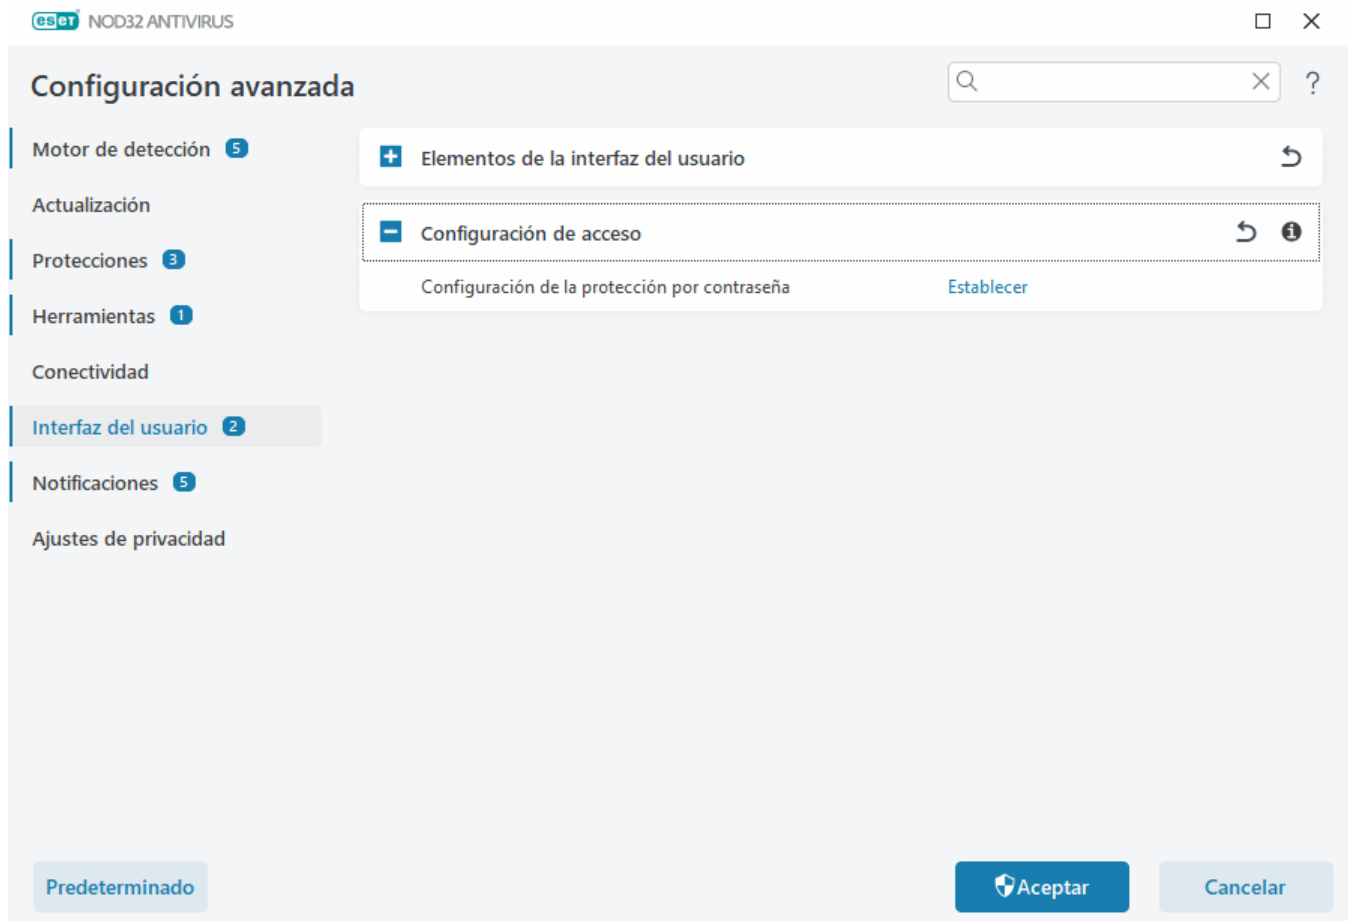 eset NOD32 ANTIVIRUS
Configuración avanzada
?
Motor de detección 5
Actualización
Protecciones 3
Herramientas 1
Conectividad
Interfaz del usuario 2
Notificaciones 5
Ajustes de privacidad
Elementos de la interfaz del usuario
Configuración de acceso
Configuración de la protección por contraseña Establecer
Predeterminado
Aceptar
Cancelar